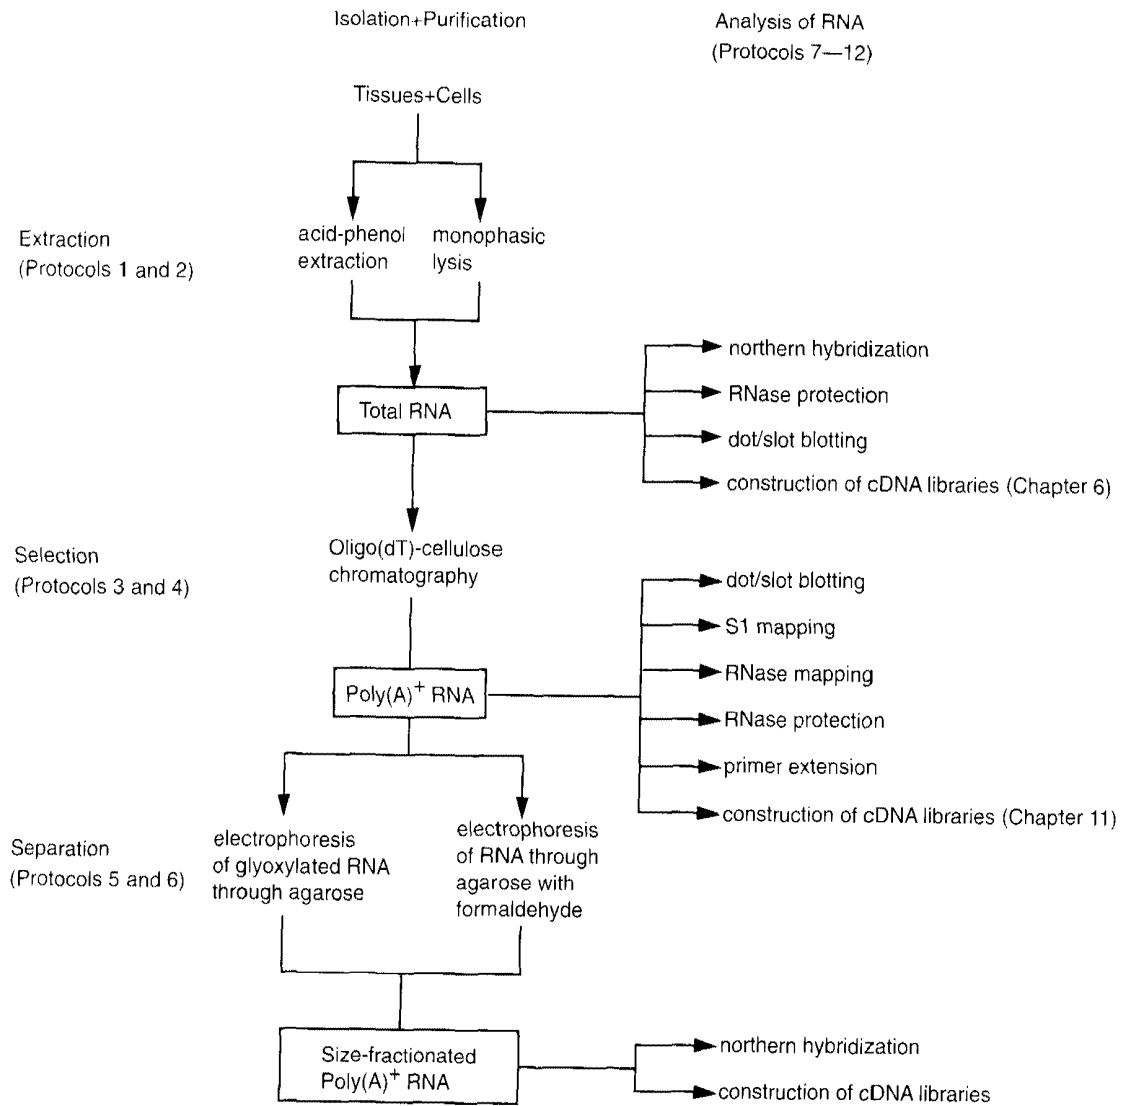 Isolation+Purification
Analysis of RNA
(Protocols 7—12)
Tissues+Cells
Extraction
(Protocols 1 and 2)
acid-phenol
extraction
monophasic
lysis
Total RNA
northern hybridization
RNase protection
dot/slot blotting
construction of cDNA libraries (Chapter 6)
Selection
(Protocols 3 and 4)
Oligo(dT)-cellulose
chromatography
Poly(A)+ RNA
dot/slot blotting
S1 mapping
RNase mapping
RNase protection
primer extension
construction of cDNA libraries (Chapter 11)
Separation
(Protocols 5 and 6)
electrophoresis
of glyoxylated RNA
through agarose
electrophoresis
of RNA through
agarose with
formaldehyde
Size-fractionated
Poly(A)+ RNA
northern hybridization
construction of cDNA libraries